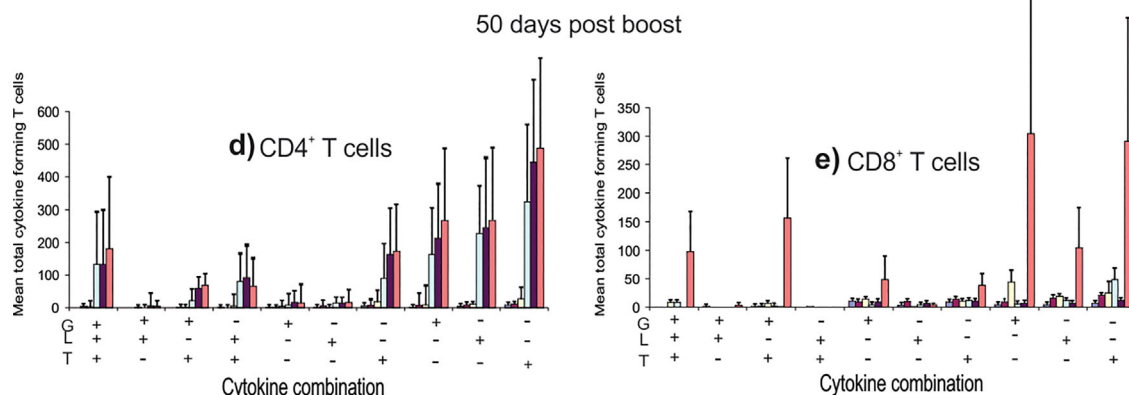 50 days post boost
Mean total cytokine forming T cells
600
500
400
300
200
100
0
d) CD4⁺ T cells
G + + + - + - - + - -
L + + - + - + - - + -
T + - + + - - + - - +
Cytokine combination
Mean total cytokine forming T cells
350
300
250
200
150
100
50
0
e) CD8⁺ T cells
G + + + - + - - + - -
L + + - + - + - - + -
T + - + + - - + - - +
Cytokine combination